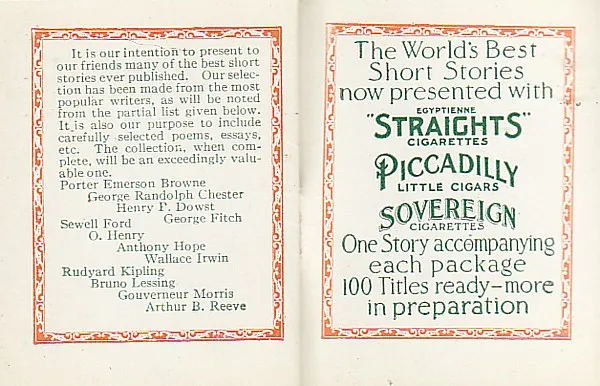 It is our intention to present to
our friends many of the best short
stories ever published. Our selec-
tion has been made from the most
popular writers, as will be noted
from the partial list given below.
It is also our purpose to include
carefully selected poems, essays,
etc. The collection, when com-
plete, will be an exceedingly valu-
able one.
Porter Emerson Browne
George Randolph Chester
Henry P. Dowst
George Fitch
Sewell Ford
O. Henry
Anthony Hope
Wallace Irwin
Rudyard Kipling
Bruno Lessing
Gouverneur Morris
Arthur B. Reeve
The World's Best
Short Stories
now presented with
EGYPTIENNE
"STRAIGHTS"
CIGARETTES
PICCADILLY
LITTLE CIGARS
SOVEREIGN
CIGARETTES
One Story accompanying
each package
100 Titles ready-more
in preparation